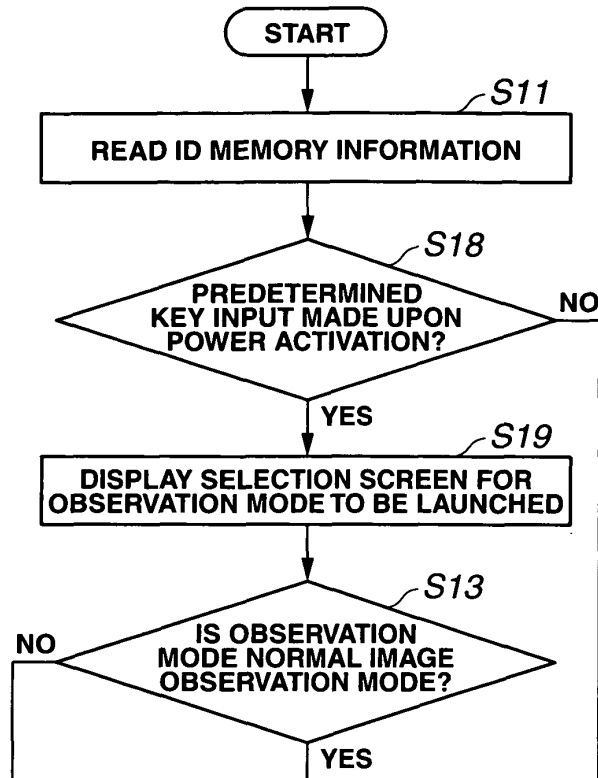 START
S11
READ ID MEMORY INFORMATION
S18
PREDETERMINED
KEY INPUT MADE UPON
POWER ACTIVATION?
NO
YES
S19
DISPLAY SELECTION SCREEN FOR
OBSERVATION MODE TO BE LAUNCHED
S13
NO
IS OBSERVATION
MODE NORMAL IMAGE
OBSERVATION MODE?
YES